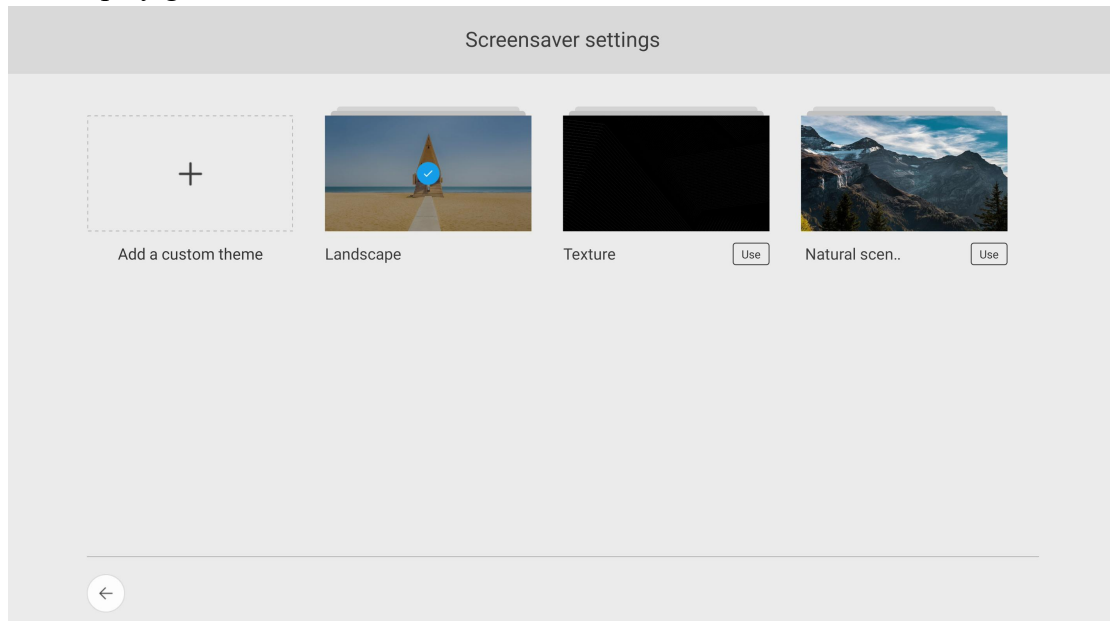 Screensaver settings
Add a custom theme
Landscape
Texture
Use
Natural scen..
Use